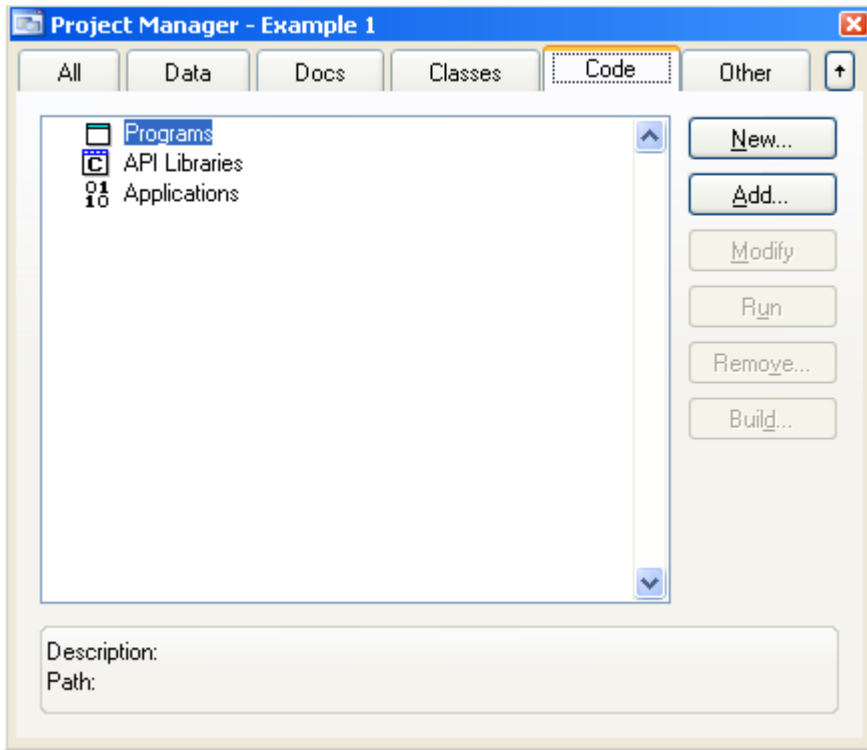 Project Manager - Example 1
All Data Docs Classes Code Other
Programs
API Libraries
Applications
New...
Add...
Modify
Run
Remove...
Build...
Description:
Path: